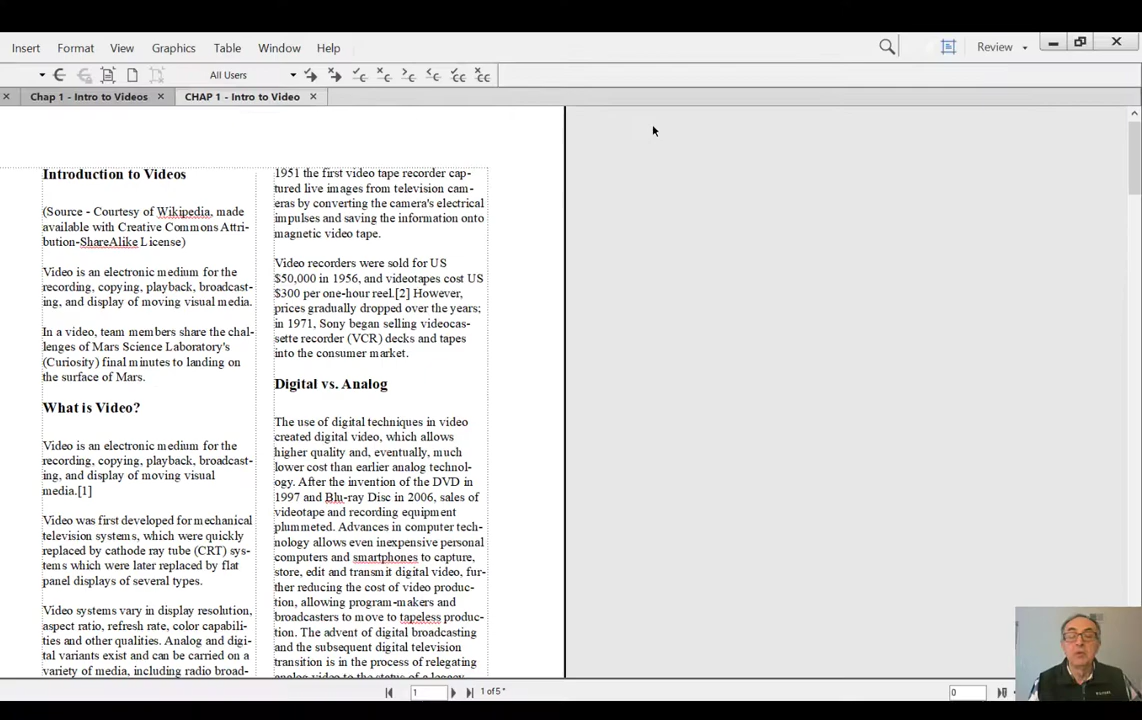 Insert Format View Graphics Table Window Help Review
All Users
Chap 1 - Intro to Videos CHAP 1 - Intro to Video
Introduction to Videos
(Source - Courtesy of Wikipedia, made
available with Creative Commons Attri-
bution-ShareAlike License)
Video is an electronic medium for the
recording, copying, playback, broadcast-
ing, and display of moving visual media.
In a video, team members share the chal-
lenges of Mars Science Laboratory's
(Curiosity) final minutes to landing on
the surface of Mars.
What is Video?
Video is an electronic medium for the
recording, copying, playback, broadcast-
ing, and display of moving visual
media.[1]
Video was first developed for mechanical
television systems, which were quickly
replaced by cathode ray tube (CRT) sys-
tems which were later replaced by flat
panel displays of several types.
Video systems vary in display resolution,
aspect ratio, refresh rate, color capabili-
ties and other qualities. Analog and digi-
tal variants exist and can be carried on a
variety of media, including radio broad-
1951 the first video tape recorder cap-
tured live images from television cam-
eras by converting the camera's electrical
impulses and saving the information onto
magnetic video tape.
Video recorders were sold for US
$50,000 in 1956, and videotapes cost US
$300 per one-hour reel.[2] However,
prices gradually dropped over the years;
in 1971, Sony began selling videocas-
sette recorder (VCR) decks and tapes
into the consumer market.
Digital vs. Analog
The use of digital techniques in video
created digital video, which allows
higher quality and, eventually, much
lower cost than earlier analog technol-
ogy. After the invention of the DVD in
1997 and Blu-ray Disc in 2006, sales of
videotape and recording equipment
plummeted. Advances in computer tech-
nology allows even inexpensive personal
computers and smartphones to capture,
store, edit and transmit digital video, fur-
ther reducing the cost of video produc-
tion, allowing program-makers and
broadcasters to move to tapeless produc-
tion. The advent of digital broadcasting
and the subsequent digital television
transition is in the process of relegating
analog video to the status of a legacy
1 1 of 5 * 0